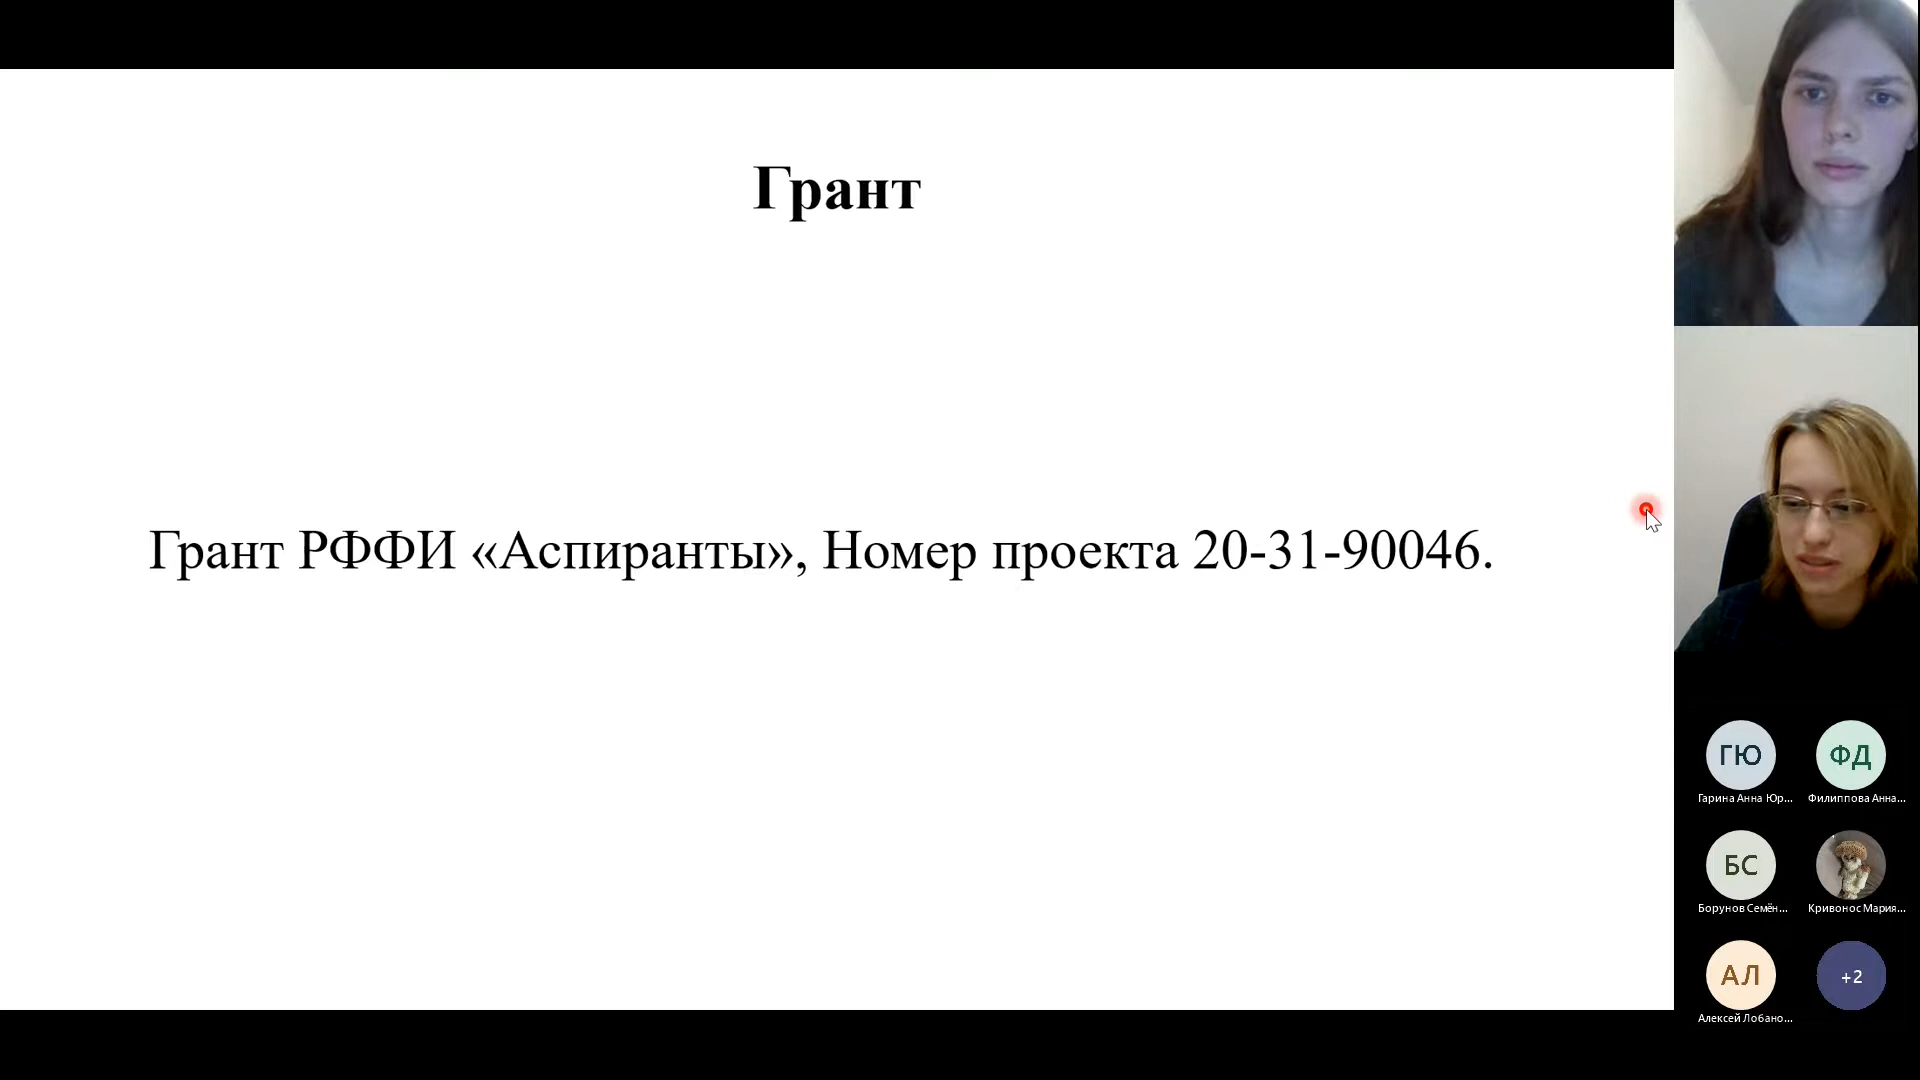 Грант
Грант РФФИ «Аспиранты», Номер проекта 20-31-90046.
ГЮ
ФД
Гарина Анна Юр...
Филиппова Анна...
БС
Борунов Семён...
Кривонос Мария...
АЛ
+2
Алексей Лобано...